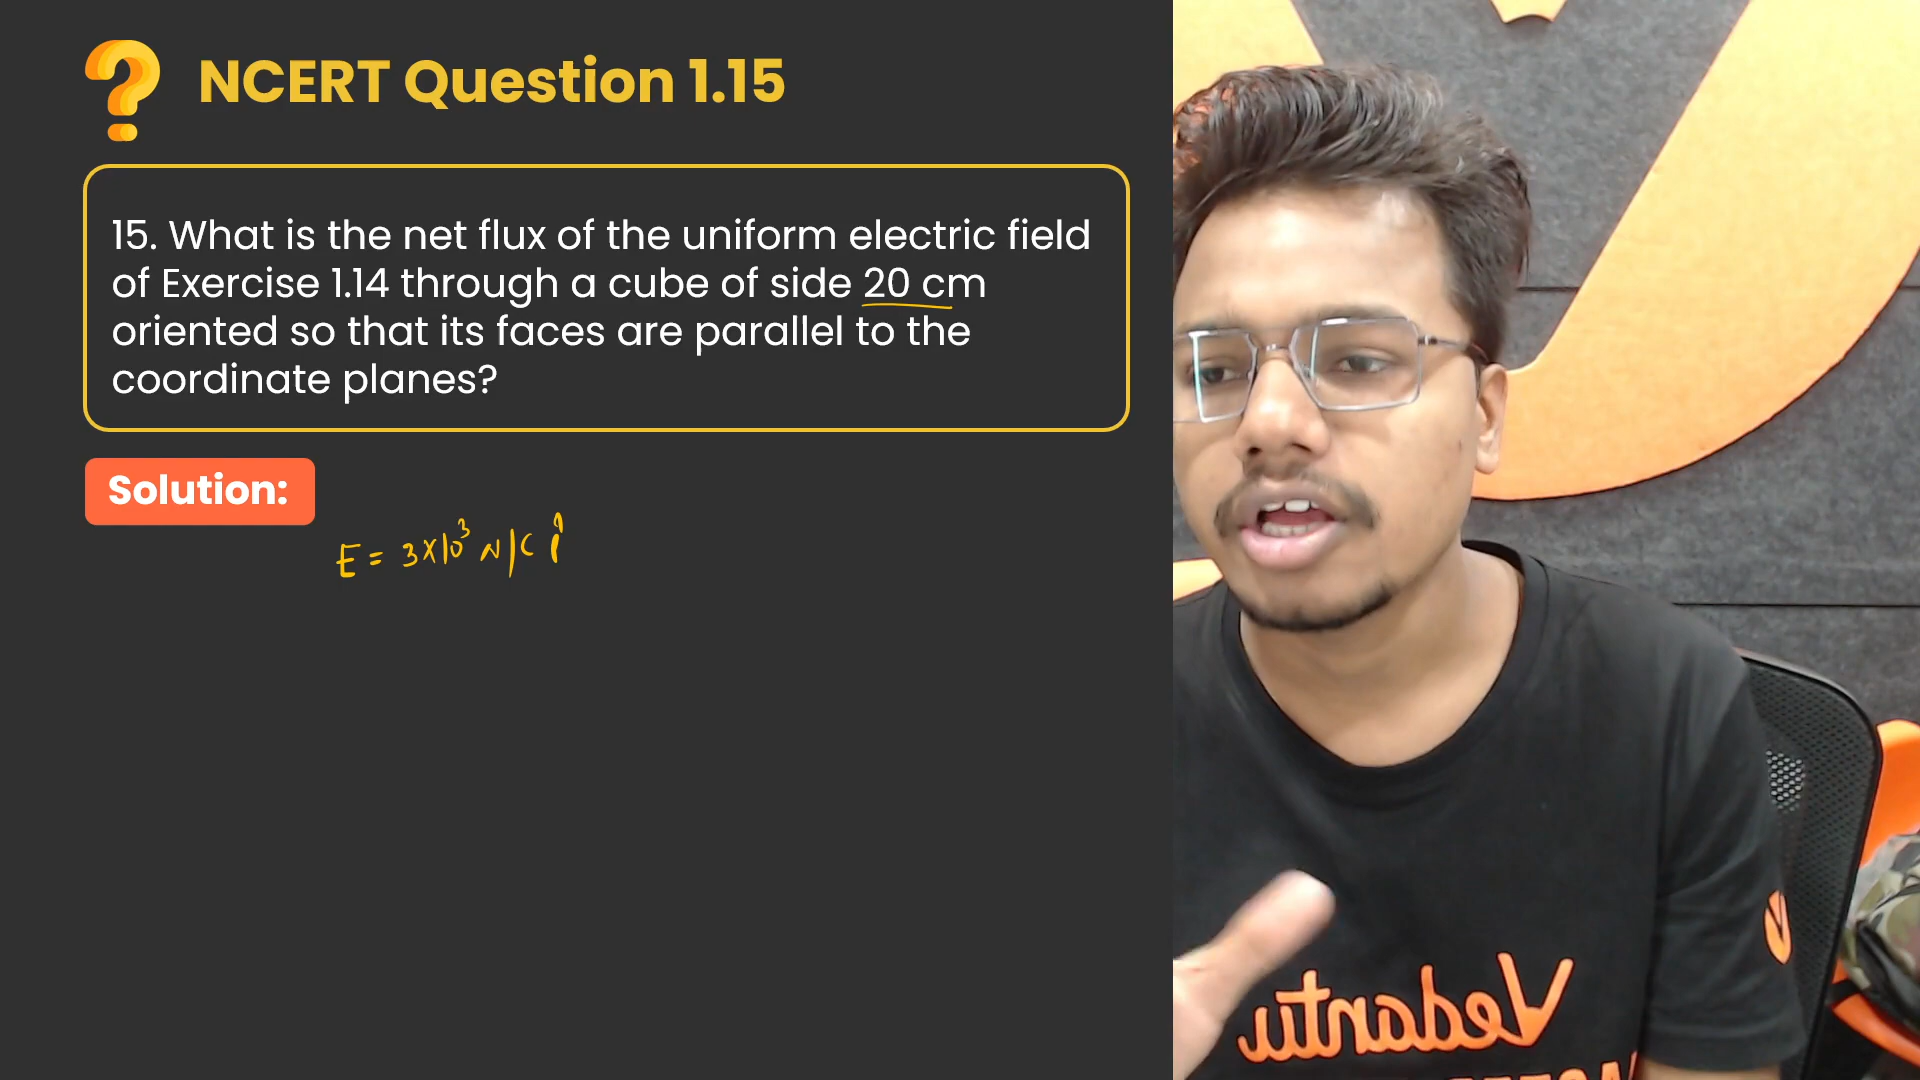 NCERT Question 1.15
15. What is the net flux of the uniform electric field
of Exercise 1.14 through a cube of side 20 cm
oriented so that its faces are parallel to the
coordinate planes?
Solution:
E = 3×10³ N/C î
Vedantu